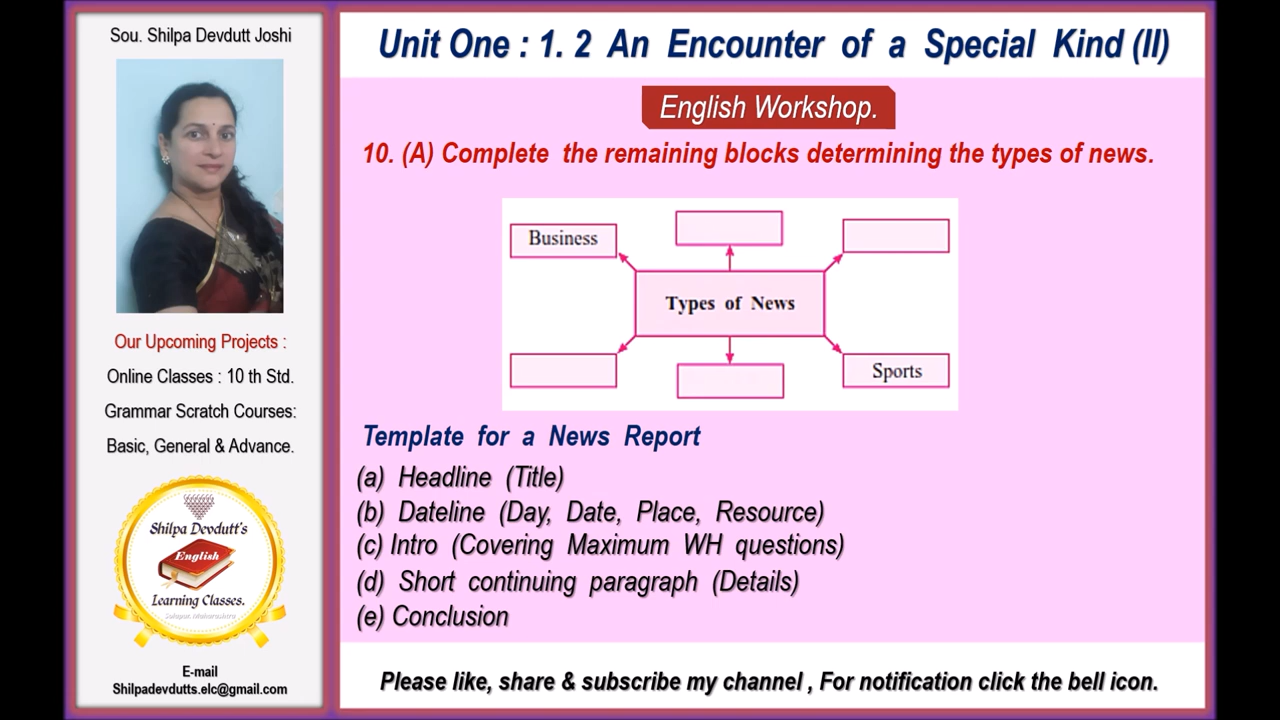 Sou. Shilpa Devdutt Joshi
Our Upcoming Projects :
Online Classes : 10 th Std.
Grammar Scratch Courses:
Basic, General & Advance.
Shilpa Devdutt's
English
Learning Classes.
Solapur. Maharashtra
E-mail
Shilpadevdutts.elc@gmail.com
Unit One : 1. 2 An Encounter of a Special Kind (II)
English Workshop.
10. (A) Complete the remaining blocks determining the types of news.
Business
Types of News
Sports
Template for a News Report
(a) Headline (Title)
(b) Dateline (Day, Date, Place, Resource)
(c) Intro (Covering Maximum WH questions)
(d) Short continuing paragraph (Details)
(e) Conclusion
Please like, share & subscribe my channel , For notification click the bell icon.